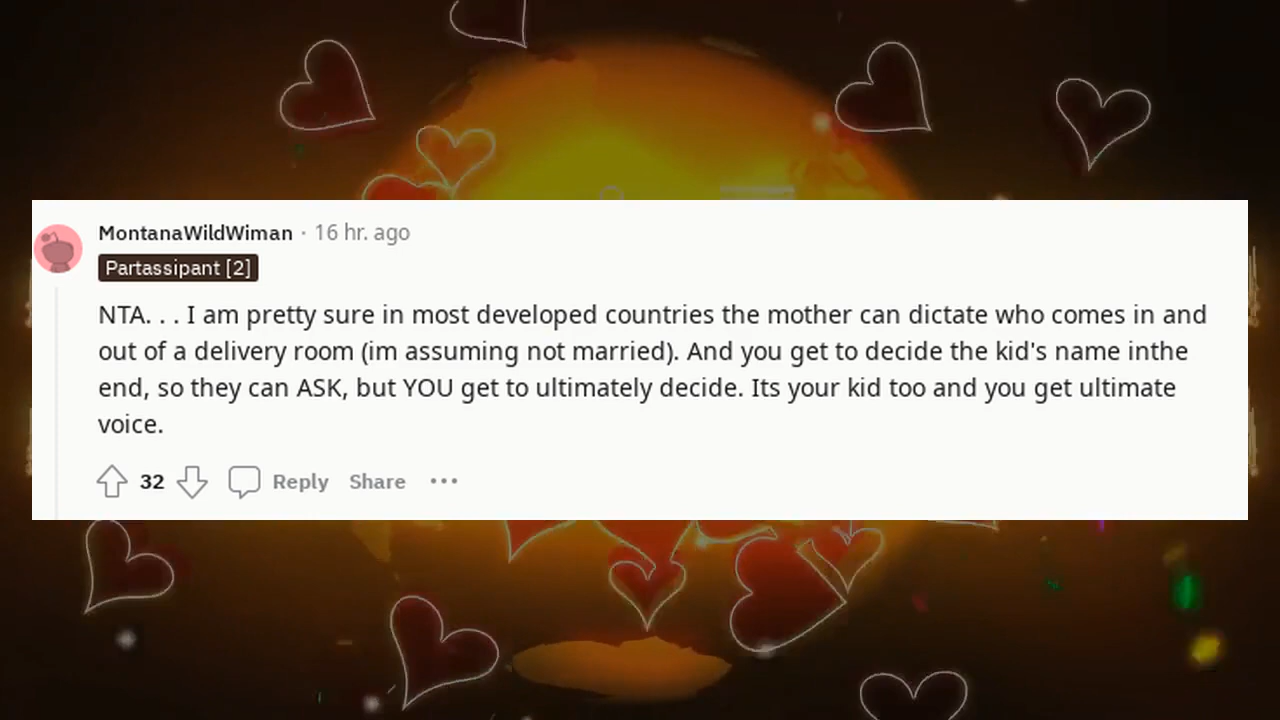 MontanaWildWiman · 16 hr. ago
Partassipant [2]
NTA. . . I am pretty sure in most developed countries the mother can dictate who comes in and
out of a delivery room (im assuming not married). And you get to decide the kid's name inthe
end, so they can ASK, but YOU get to ultimately decide. Its your kid too and you get ultimate
voice.
32 Reply Share ···